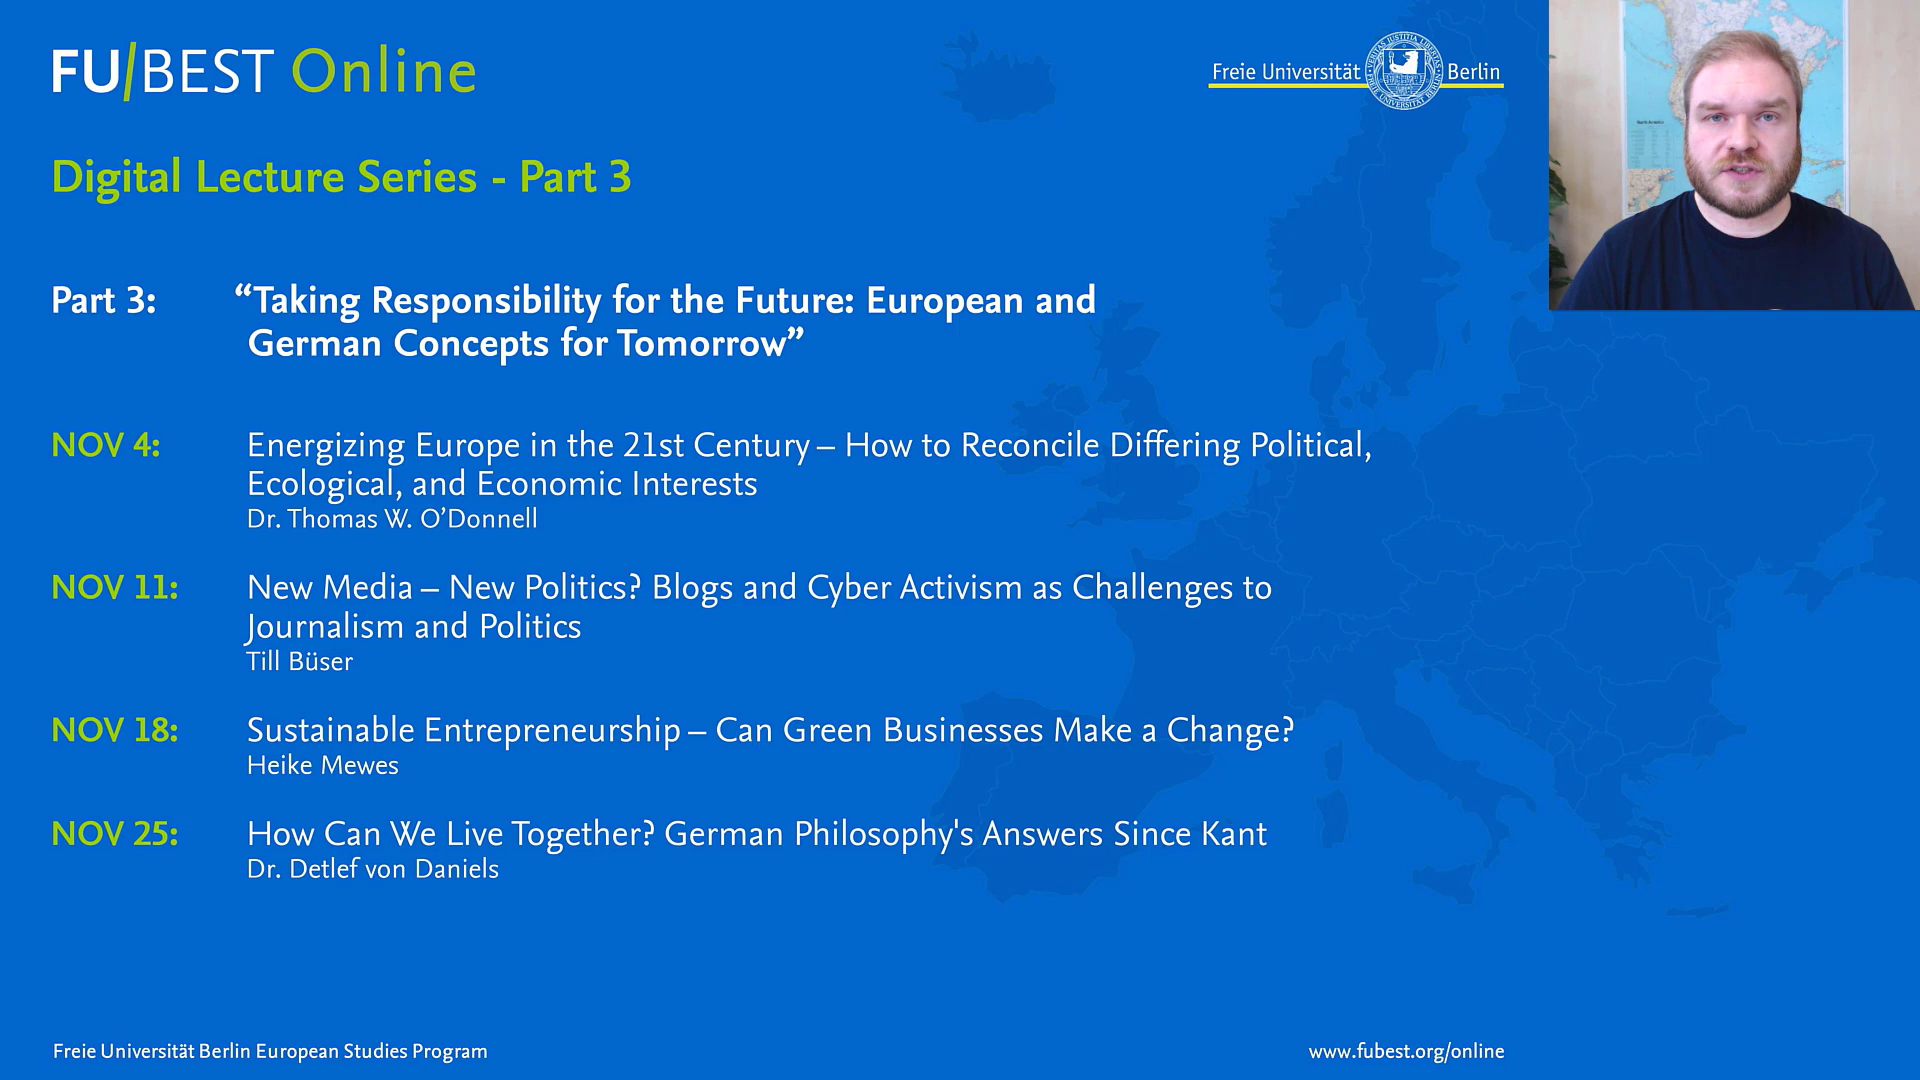 FU/BEST Online
Freie Universität Berlin
Digital Lecture Series - Part 3
Part 3: “Taking Responsibility for the Future: European and
German Concepts for Tomorrow”
NOV 4: Energizing Europe in the 21st Century – How to Reconcile Differing Political,
Ecological, and Economic Interests
Dr. Thomas W. O’Donnell
NOV 11: New Media – New Politics? Blogs and Cyber Activism as Challenges to
Journalism and Politics
Till Büser
NOV 18: Sustainable Entrepreneurship – Can Green Businesses Make a Change?
Heike Mewes
NOV 25: How Can We Live Together? German Philosophy's Answers Since Kant
Dr. Detlef von Daniels
Freie Universität Berlin European Studies Program
www.fubest.org/online